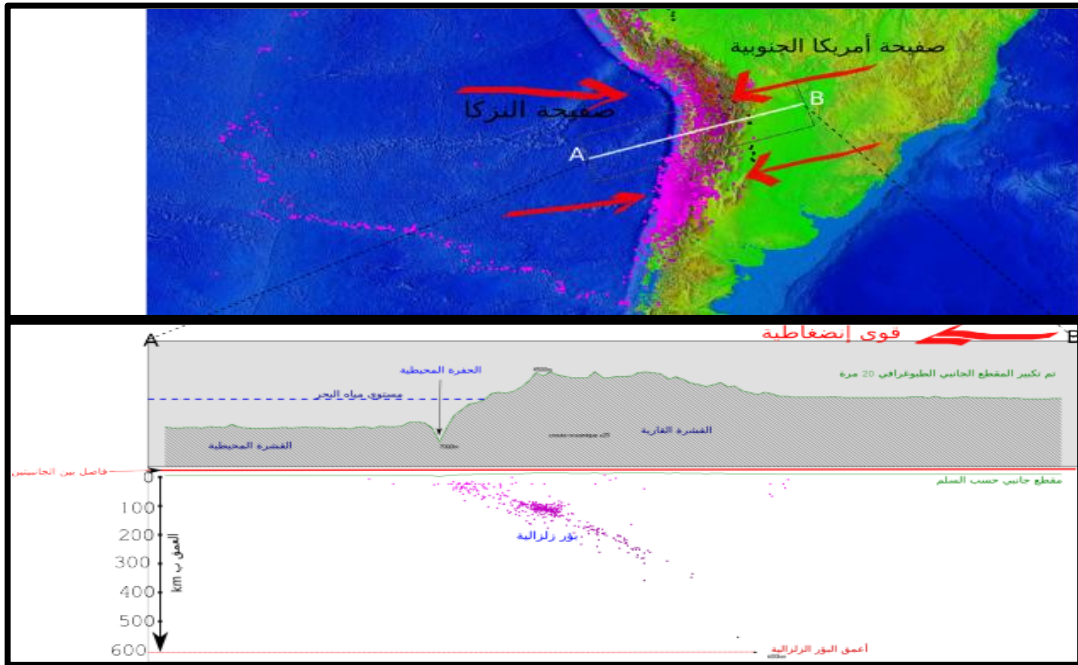 صفيحة أمريكا الجنوبية
صفيحة النزكا
B
A
قوى إنضغاطية
A
B
الحفرة المحيطية
تم تكبير المقطع الجانبي الطبوغرافي 20 مرة
مستوى مياه البحر
القشرة القارية
القشرة المحيطية
7000m
فاصل بين الجانبيتين
مقطع جانبي حسب السلم
0
100
200
300
400
500
600
العمق ب km
بؤر زلزالية
أعمق البؤر الزلزالية